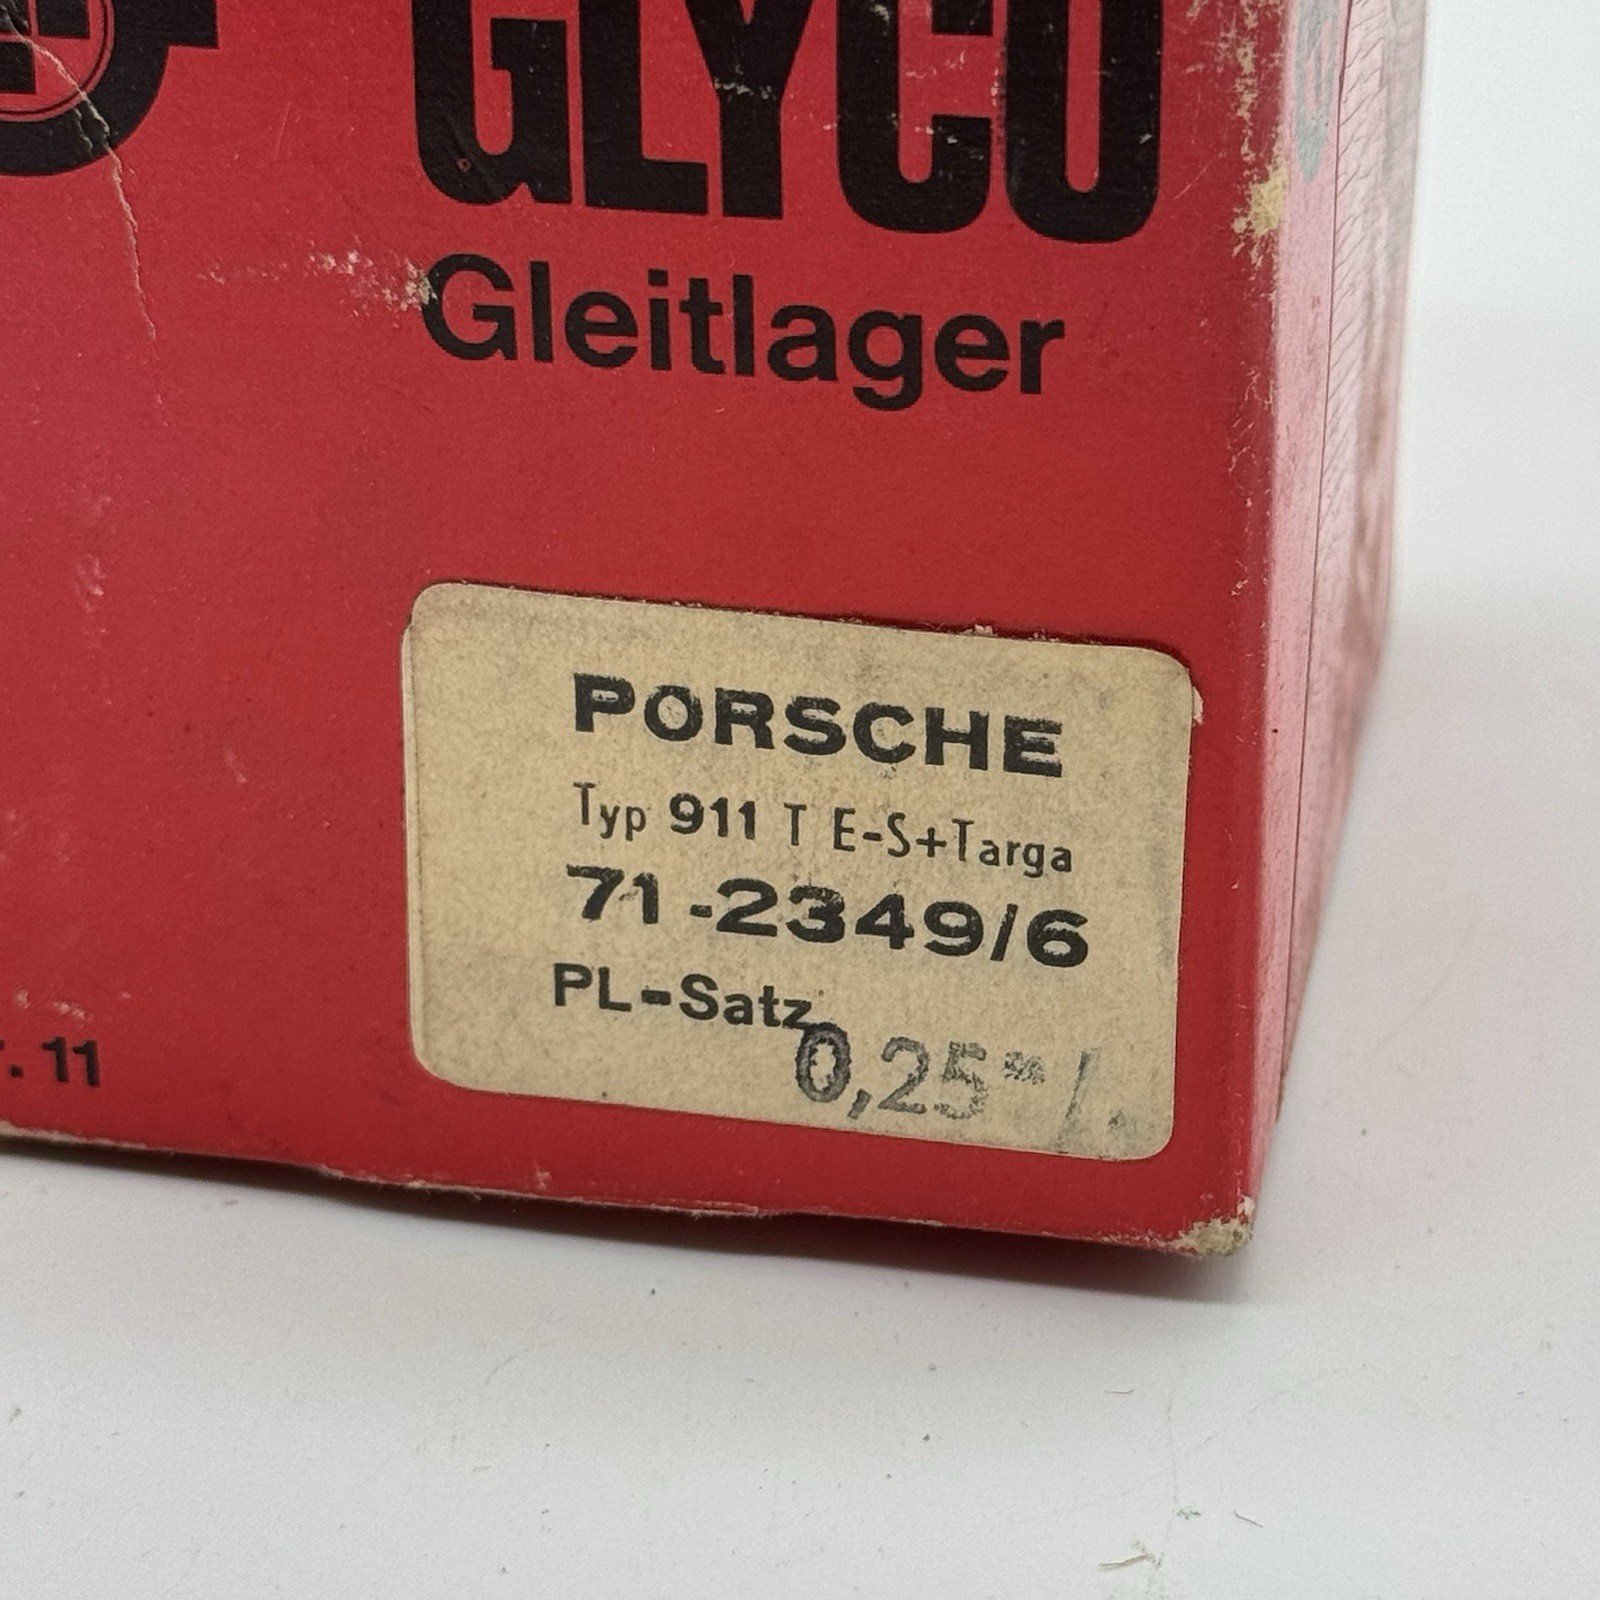 GLYCO
Gleitlager
PORSCHE
Typ 911 T E-S+Targa
71-2349/6
PL-Satz
0,25
. 11